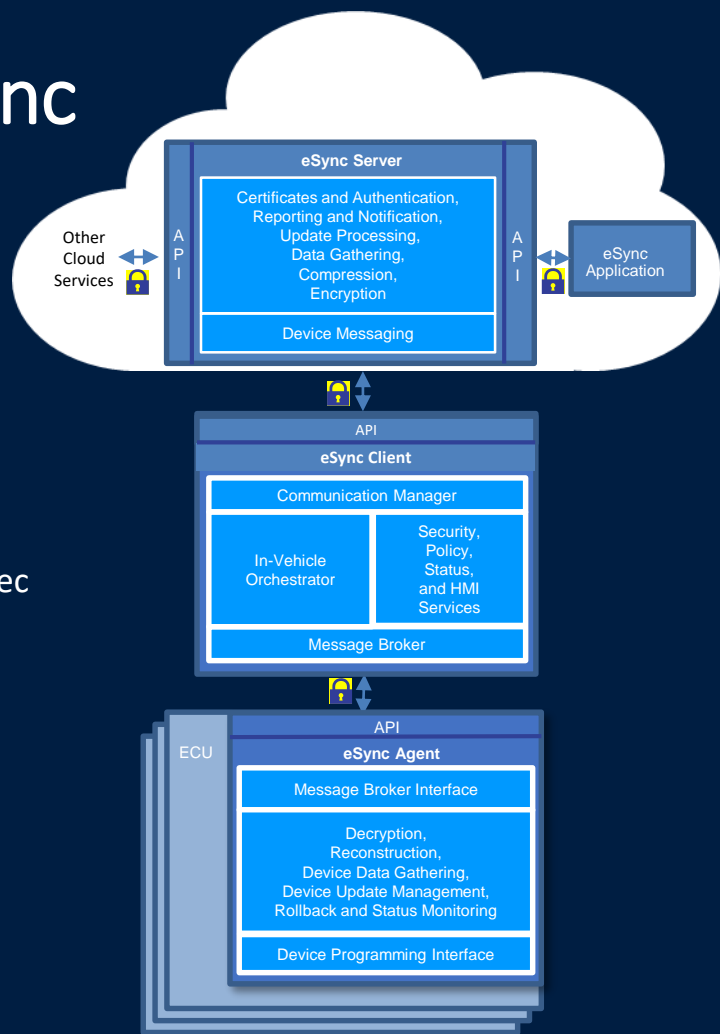 nc
eSync Server
Certificates and Authentication,
Reporting and Notification,
Update Processing,
Data Gathering,
Compression,
Encryption
Device Messaging
A
P
I
A
P
I
Other
Cloud
Services
eSync
Application
API
eSync Client
Communication Manager
In-Vehicle
Orchestrator
Security,
Policy,
Status,
and HMI
Services
Message Broker
ec
API
ECU
eSync Agent
Message Broker Interface
Decryption,
Reconstruction,
Device Data Gathering,
Device Update Management,
Rollback and Status Monitoring
Device Programming Interface